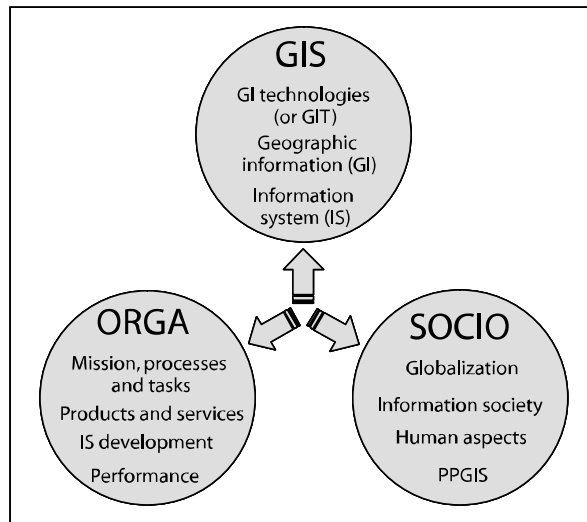 GIS
GI technologies
(or GIT)
Geographic
information (GI)
Information
system (IS)
ORGA
Mission, processes
and tasks
Products and services
IS development
Performance
SOCIO
Globalization
Information society
Human aspects
PPGIS